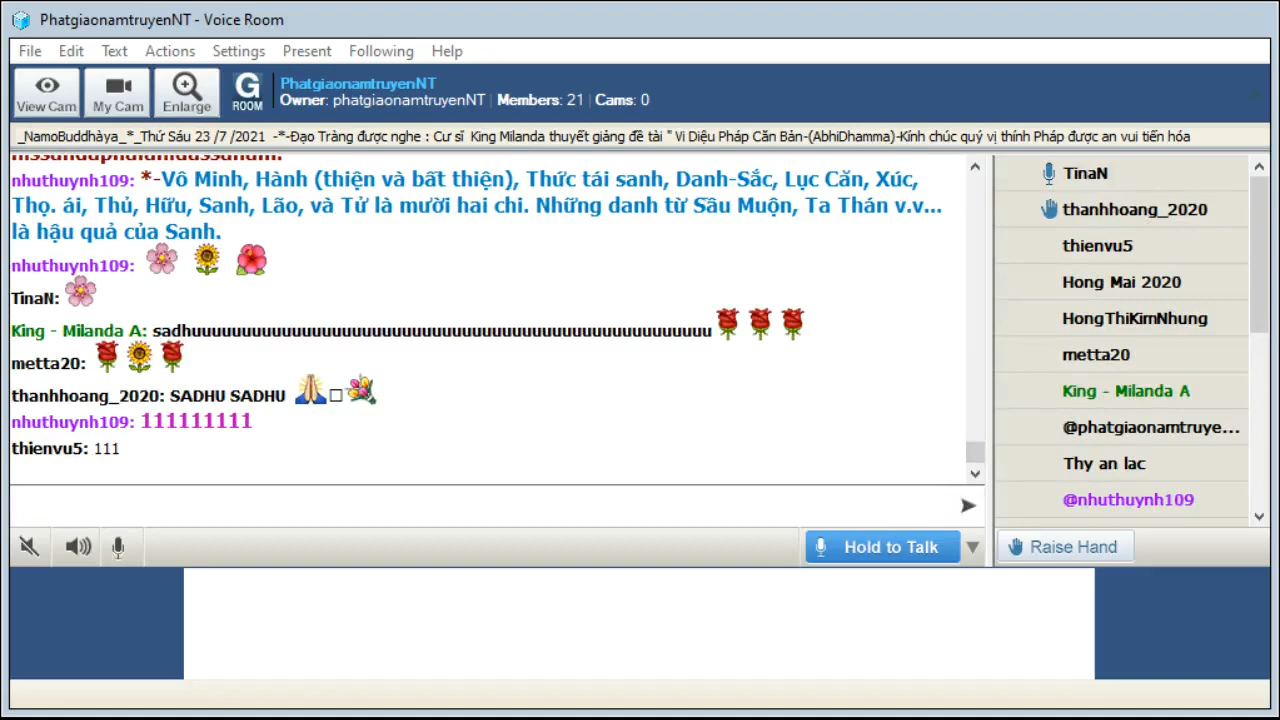 PhatgiaonamtruyenNT - Voice Room
File Edit Text Actions Settings Present Following Help
View Cam My Cam Enlarge G ROOM
PhatgiaonamtruyenNT
Owner: phatgiaonamtruyenNT | Members: 21 | Cams: 0
_NamoBuddhàya_*_Thứ Sáu 23 /7 /2021 -*-Đạo Tràng được nghe : Cư sĩ King Milanda thuyết giảng đề tài " Vi Diệu Pháp Căn Bản-(AbhiDhamma)-Kính chúc quý vị thính Pháp được an vui tiến hóa
nhuthuynh109: *-Vô Minh, Hành (thiện và bất thiện), Thức tái sanh, Danh-Sắc, Lục Căn, Xúc,
Thọ. ái, Thủ, Hữu, Sanh, Lão, và Tử là mười hai chi. Những danh từ Sầu Muộn, Ta Thán v.v...
là hậu quả của Sanh.
nhuthuynh109:
TinaN:
King - Milanda A: sadhuuuuuuuuuuuuuuuuuuuuuuuuuuuuuuuuuuuuuuuuuuuuuuuuuuuu
metta20:
thanhhoang_2020: SADHU SADHU
nhuthuynh109: 111111111
thienvu5: 111
TinaN
thanhhoang_2020
thienvu5
Hong Mai 2020
HongThiKimNhung
metta20
King - Milanda A
@phatgiaonamtruye...
Thy an lac
@nhuthuynh109
Hold to Talk
Raise Hand